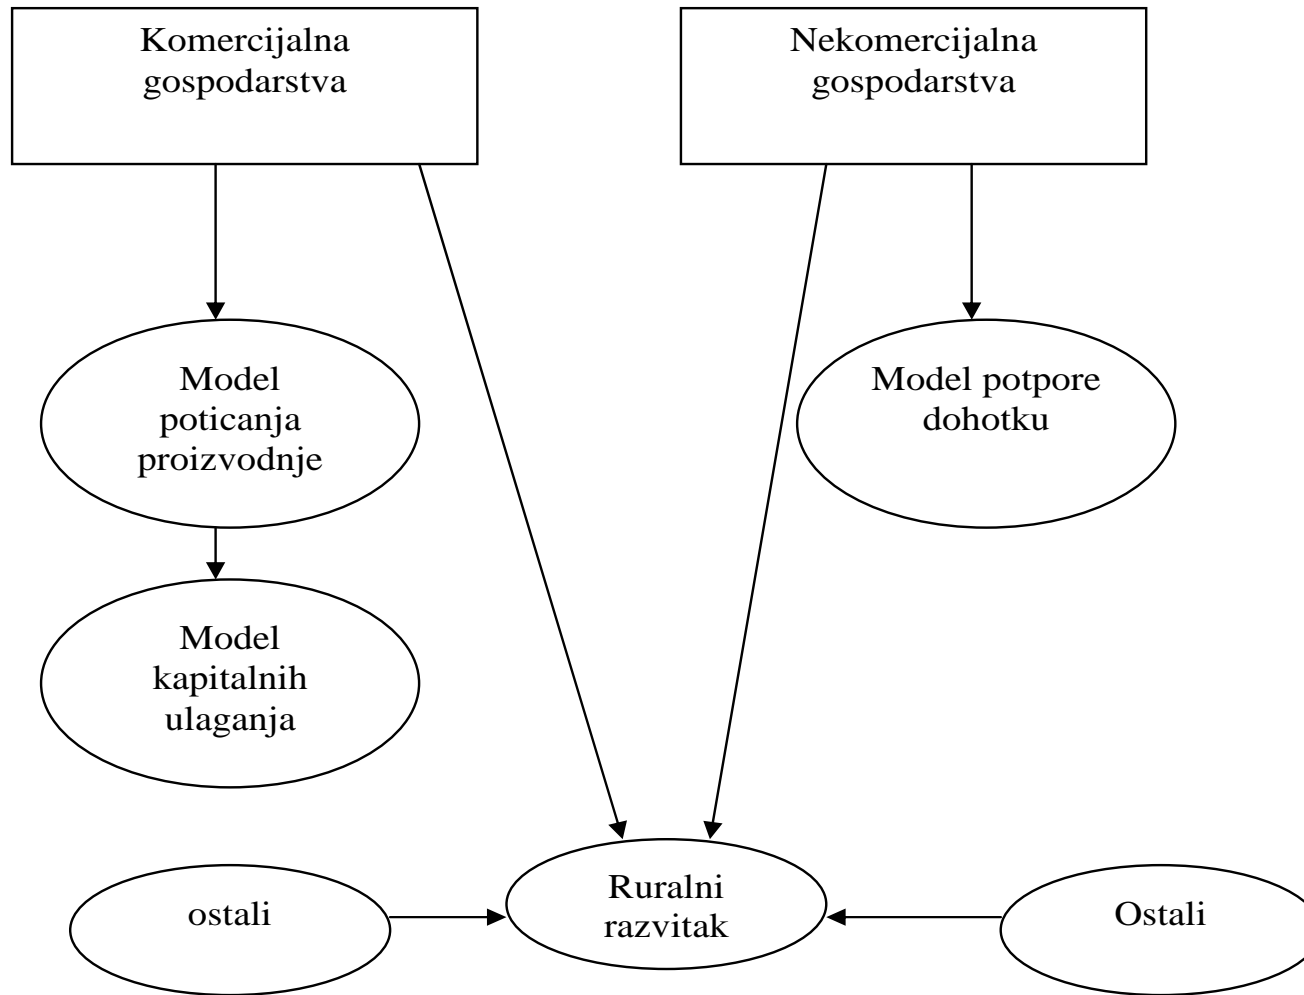 Komercijalna
gospodarstva
Nekomercijalna
gospodarstva
Model
poticanja
proizvodnje
Model potpore
dohotku
Model
kapitalnih
ulaganja
ostali
Ruralni
razvitak
Ostali